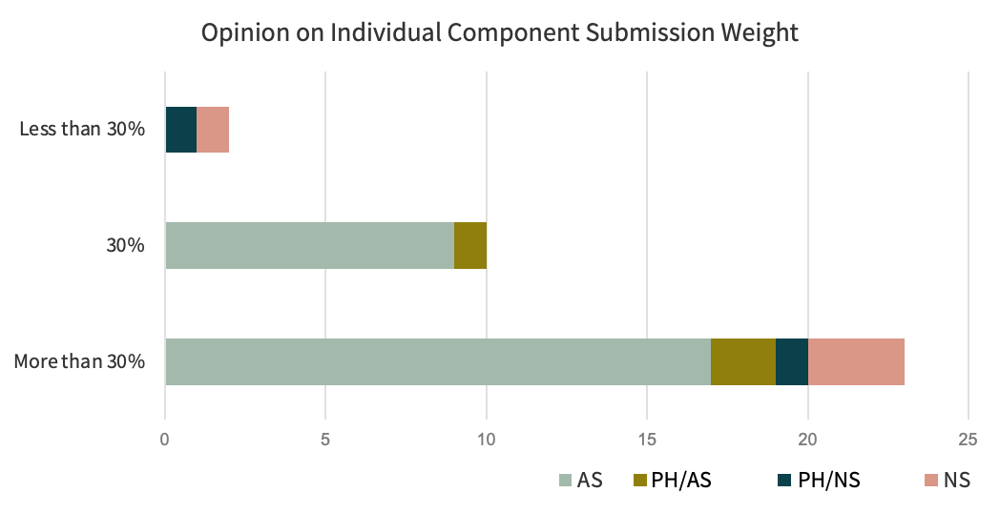 Opinion on Individual Component Submission Weight
Less than 30%
30%
More than 30%
0 5 10 15 20 25
AS PH/AS PH/NS NS